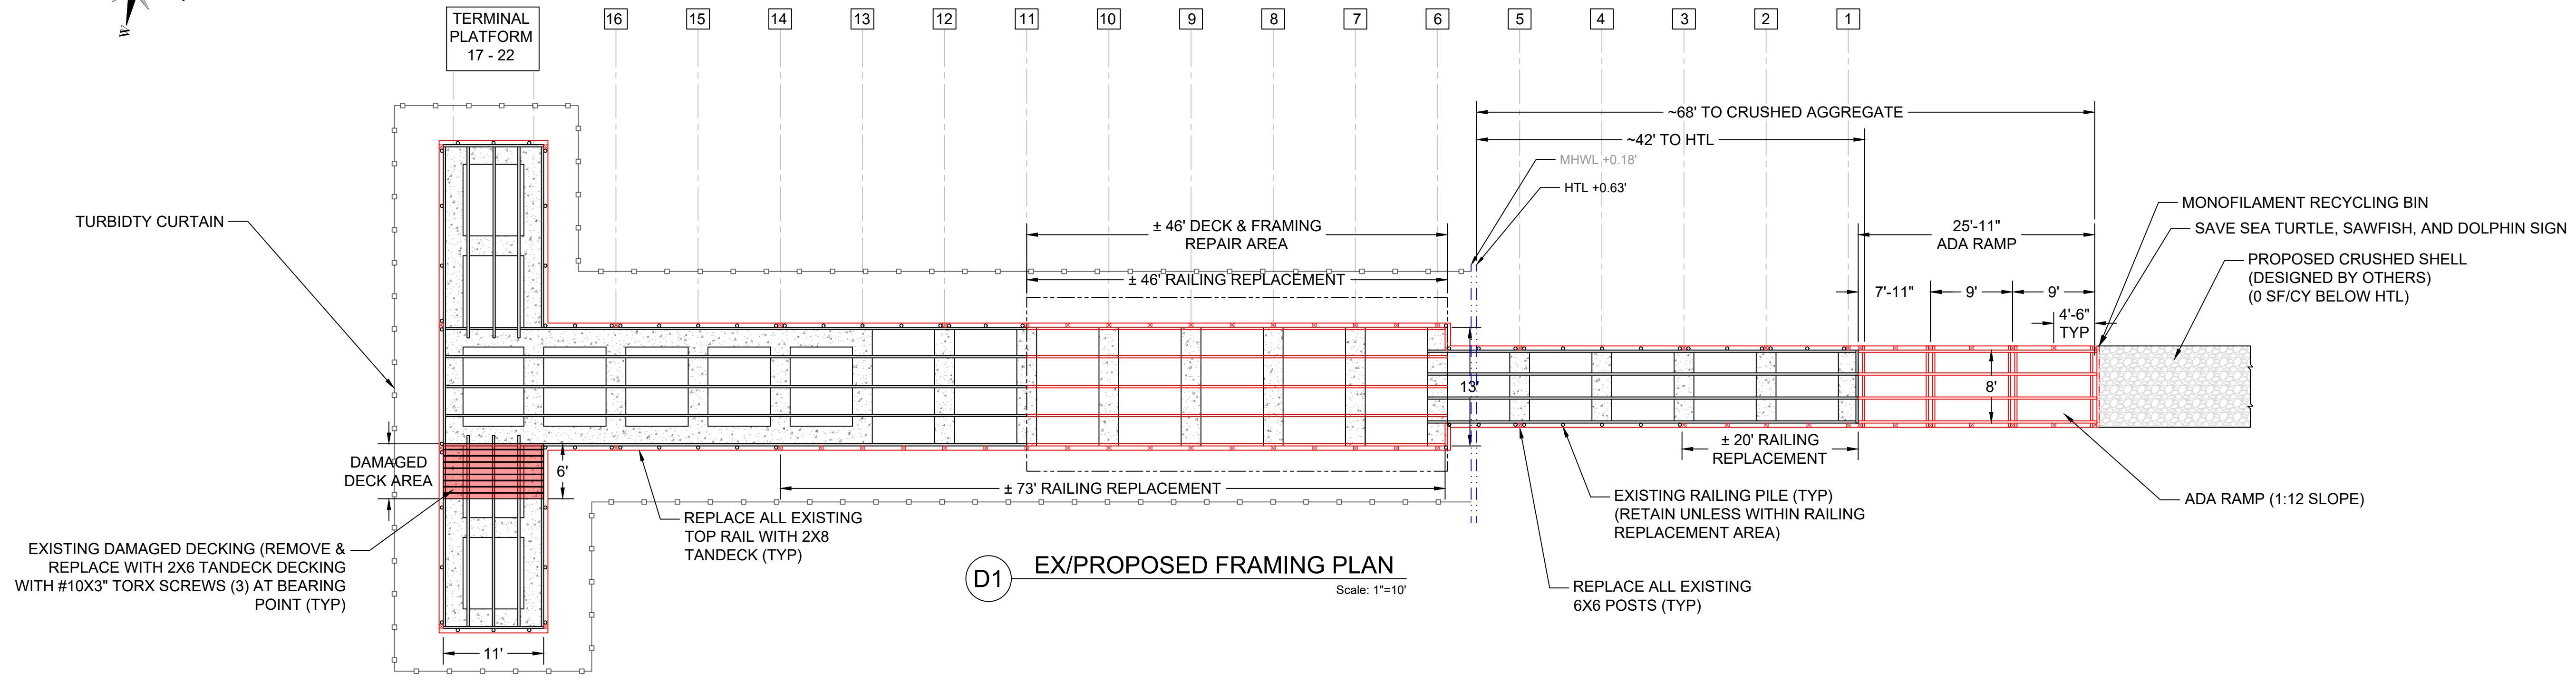 W
TERMINAL
PLATFORM
17 - 22
16
15
14
13
12
11
10
9
8
7
6
5
4
3
2
1
~68' TO CRUSHED AGGREGATE
~42' TO HTL
MHWL +0.18'
HTL +0.63'
TURBIDTY CURTAIN
± 46' DECK & FRAMING
REPAIR AREA
± 46' RAILING REPLACEMENT
25'-11"
ADA RAMP
7'-11"
9'
9'
4'-6"
TYP
MONOFILAMENT RECYCLING BIN
SAVE SEA TURTLE, SAWFISH, AND DOLPHIN SIGN
PROPOSED CRUSHED SHELL
(DESIGNED BY OTHERS)
(0 SF/CY BELOW HTL)
13'
8'
DAMAGED
DECK AREA
6'
± 73' RAILING REPLACEMENT
± 20' RAILING
REPLACEMENT
EXISTING RAILING PILE (TYP)
(RETAIN UNLESS WITHIN RAILING
REPLACEMENT AREA)
ADA RAMP (1:12 SLOPE)
REPLACE ALL EXISTING
TOP RAIL WITH 2X8
TANDECK (TYP)
EXISTING DAMAGED DECKING (REMOVE &
REPLACE WITH 2X6 TANDECK DECKING
WITH #10X3" TORX SCREWS (3) AT BEARING
POINT (TYP)
D1
EX/PROPOSED FRAMING PLAN
Scale: 1"=10'
REPLACE ALL EXISTING
6X6 POSTS (TYP)
11'